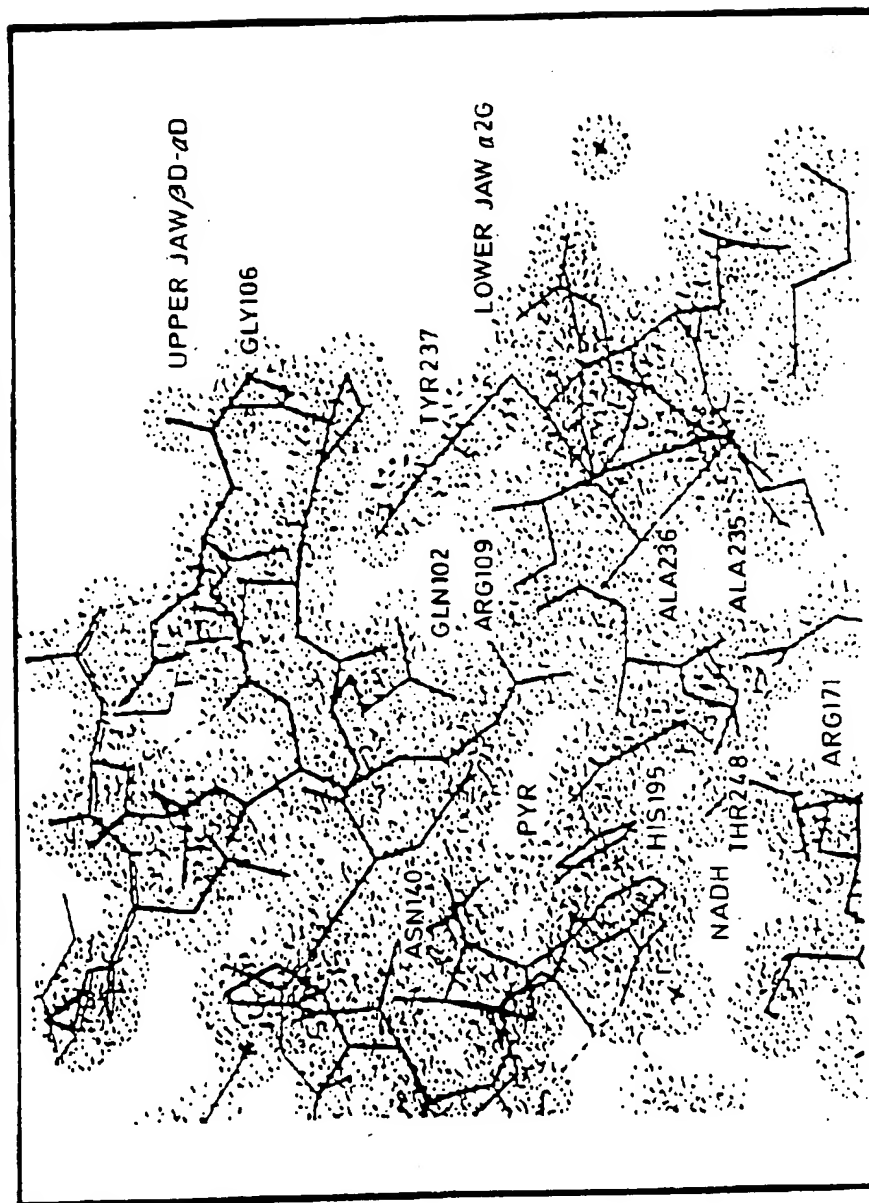 UPPER JAW βD-αD
GLY106
ASN140
TYR237
GLN102
ARG109
LOWER JAW α2G
PYR
HIS195
ALA236
NADH
THR248
ALA235
ARG171